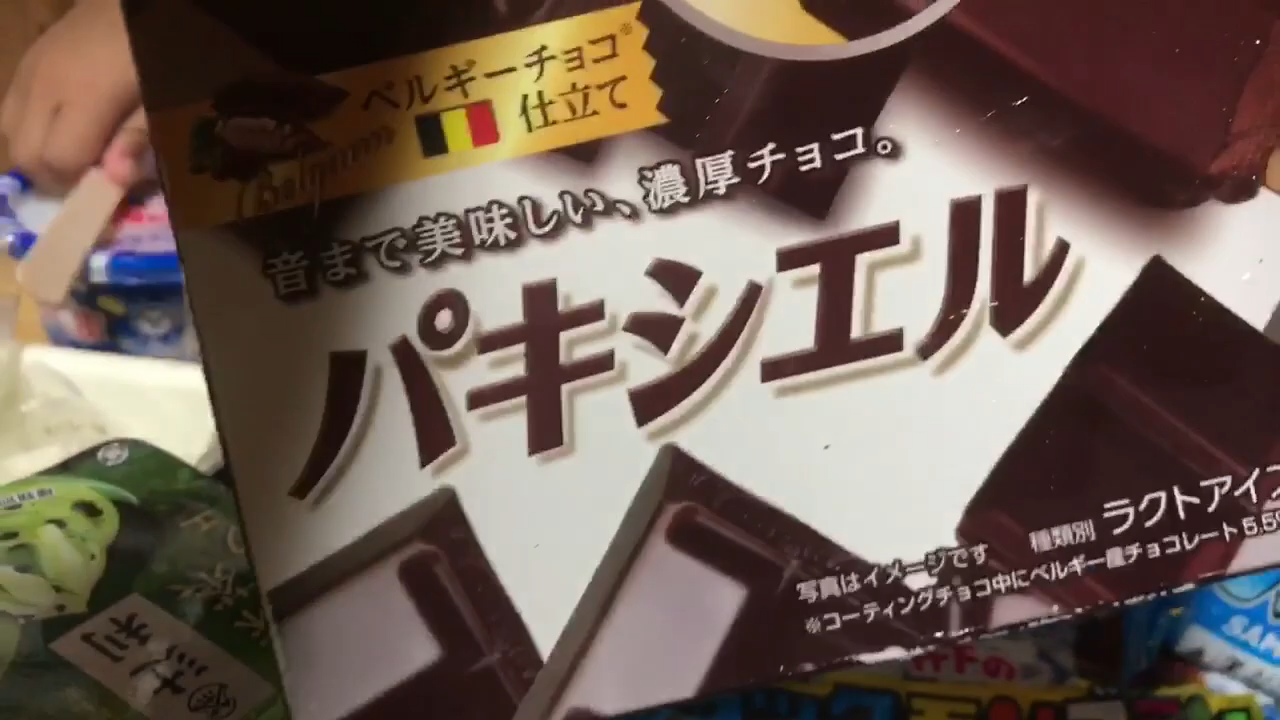 ベルギーチョコ※
仕立て
Belgium
音まで美味しい、濃厚チョコ。
パキシエル
種類別 ラクトアイス
写真はイメージです
※コーティングチョコ中にベルギー産チョコレート5.5